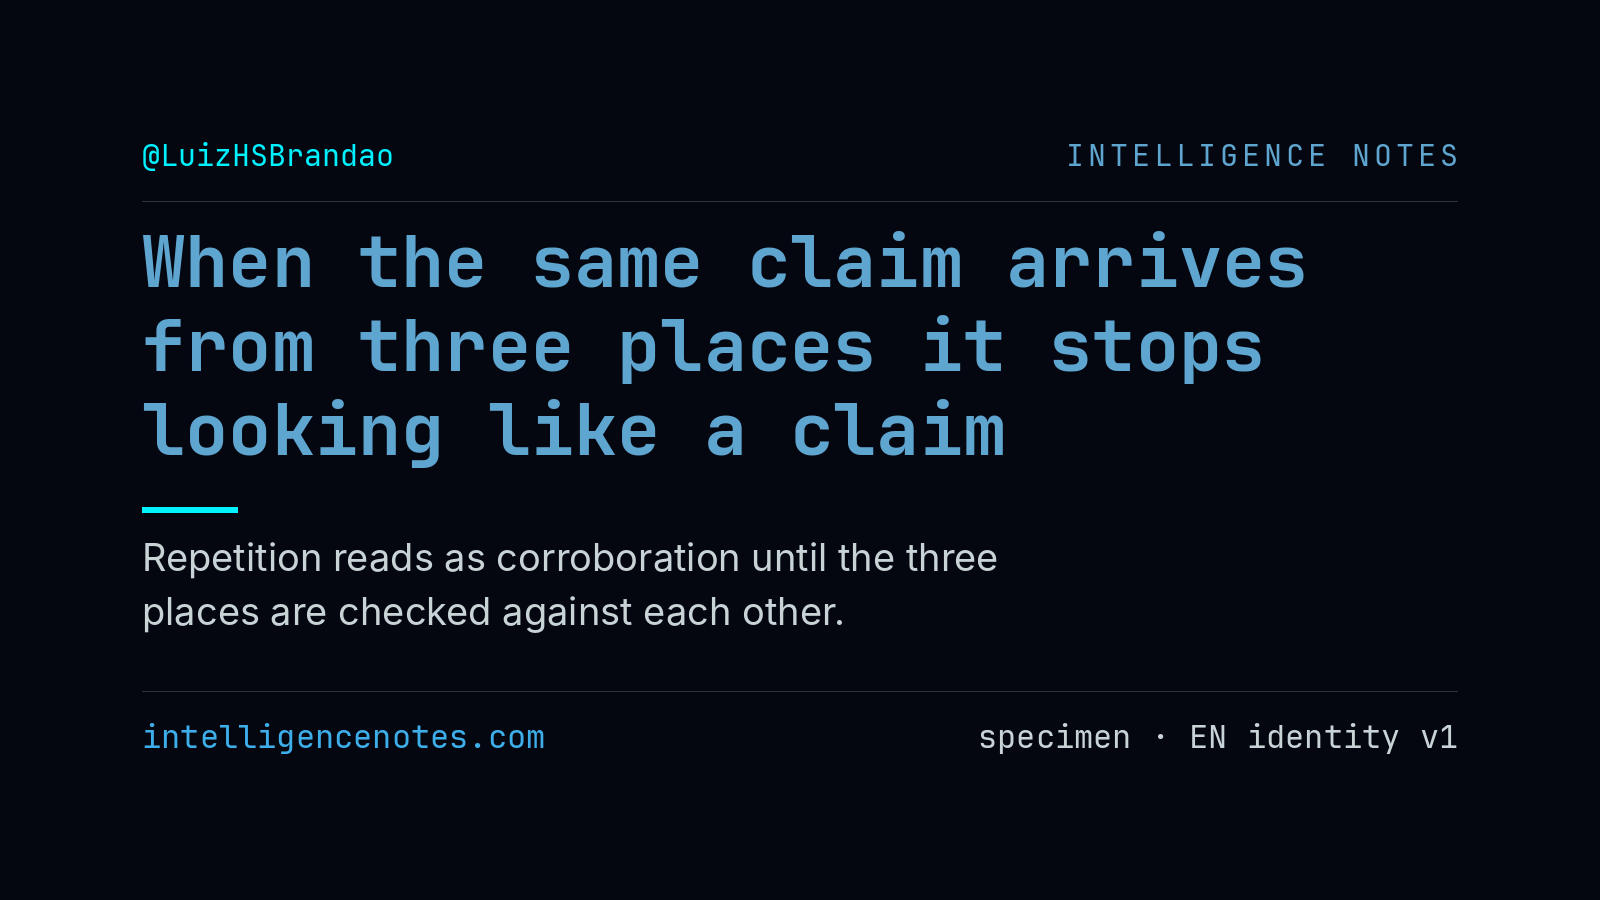 @LuizHSBrandao
INTELLIGENCE NOTES
When the same claim arrives
from three places it stops
looking like a claim
Repetition reads as corroboration until the three
places are checked against each other.
intelligencenotes.com
specimen · EN identity v1